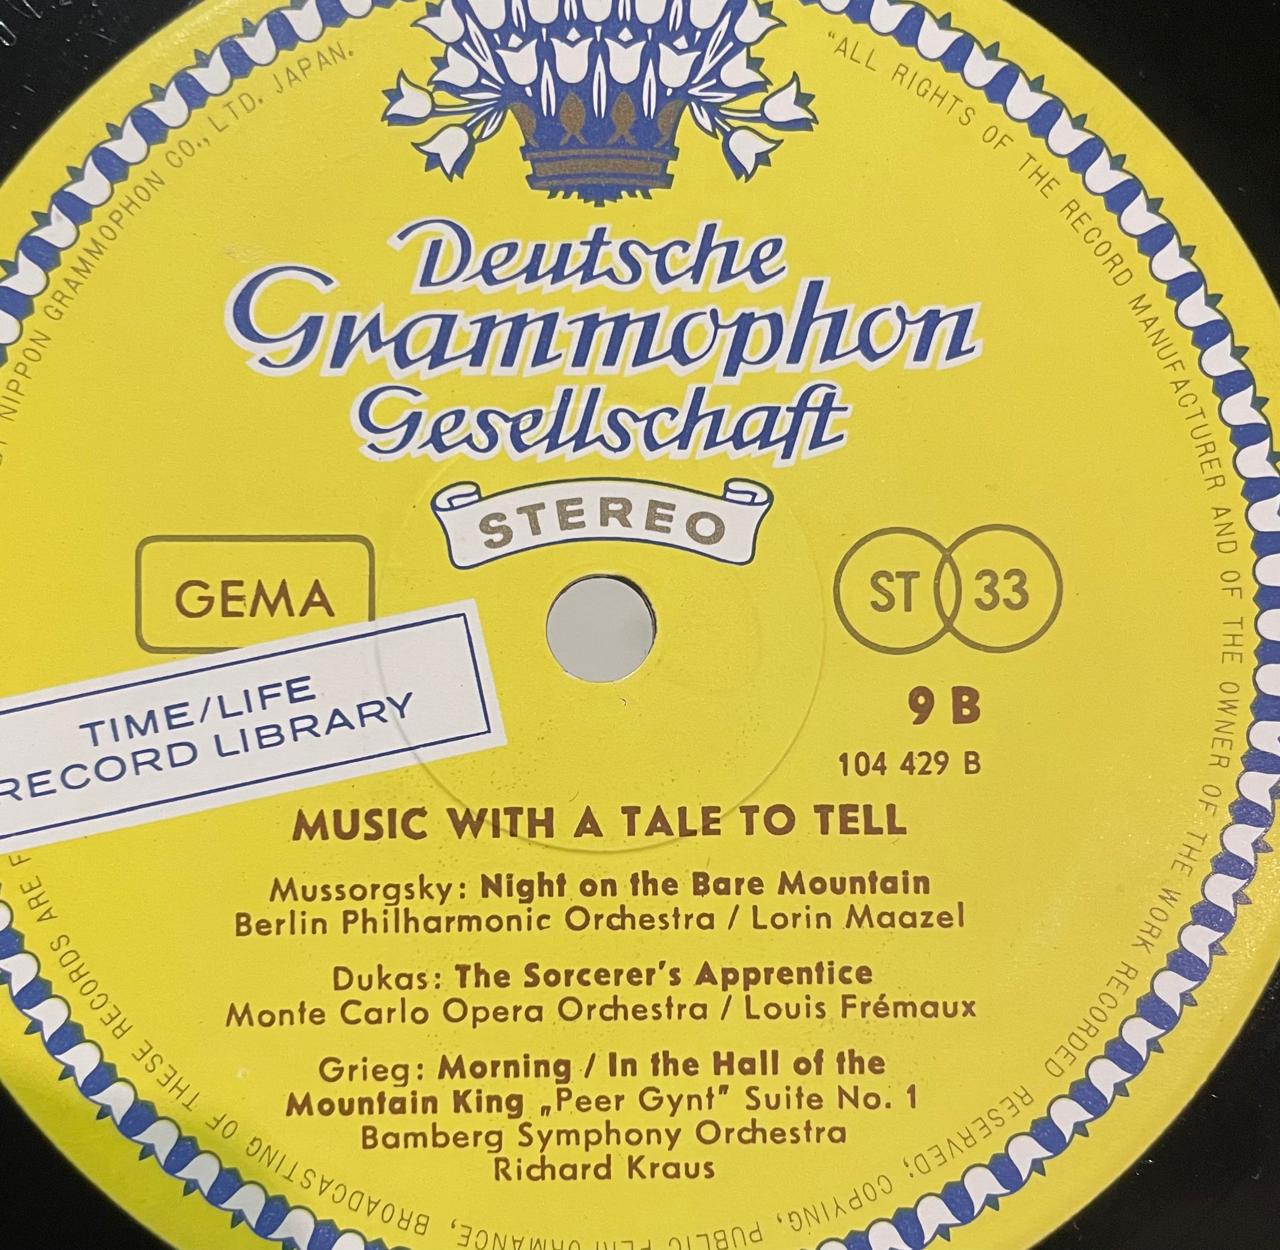 Deutsche
Grammophon
Gesellschaft
STEREO
GEMA
ST 33
TIME/LIFE
RECORD LIBRARY
9 B
104 429 B
MUSIC WITH A TALE TO TELL
Mussorgsky: Night on the Bare Mountain
Berlin Philharmonic Orchestra / Lorin Maazel
Dukas: The Sorcerer's Apprentice
Monte Carlo Opera Orchestra / Louis Frémaux
Grieg: Morning / In the Hall of the
Mountain King „Peer Gynt" Suite No. 1
Bamberg Symphony Orchestra
Richard Kraus
"ALL RIGHTS OF THE RECORD MANUFACTURER AND OF THE OWNER OF THE WORK RECORDED RESERVED; COPYING, PUBLIC PERFORMANCE, BROADCASTING OF THESE RECORDS ARE
NIPPON GRAMMOPHON CO., LTD. JAPAN.